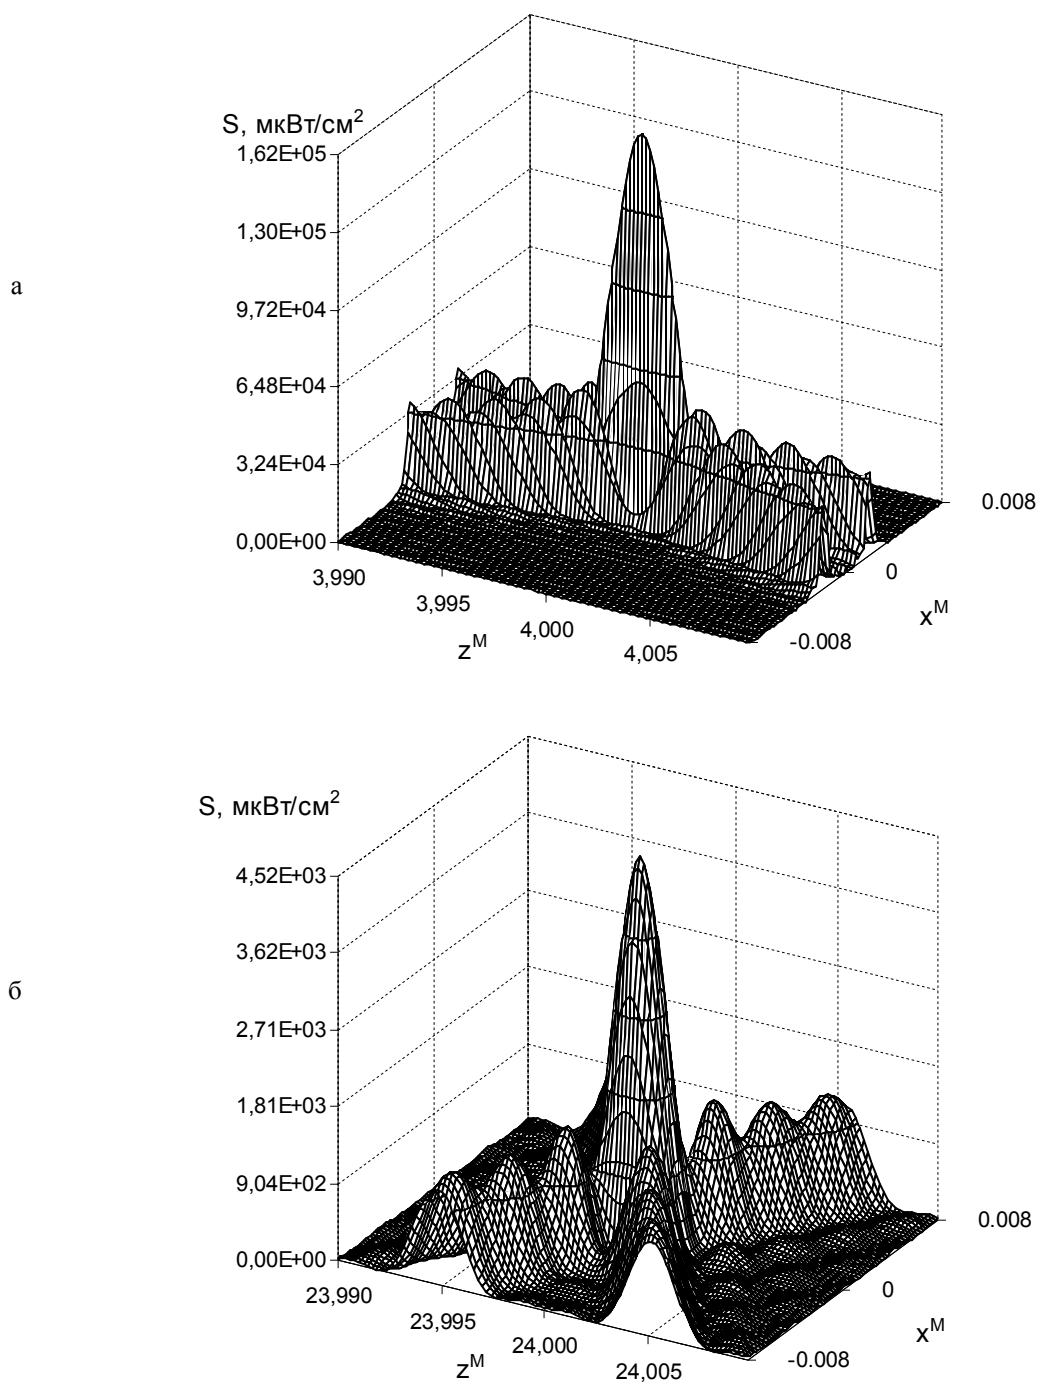 S, мкВт/см²
1,62E+05
1,30E+05
а
9,72E+04
6,48E+04
3,24E+04
0.008
0,00E+00
3,990
0
3,995
xᴹ
4,000
-0.008
zᴹ
4,005
S, мкВт/см²
4,52E+03
3,62E+03
б
2,71E+03
1,81E+03
9,04E+02
0.008
0,00E+00
23,990
0
23,995
xᴹ
24,000
-0.008
zᴹ
24,005